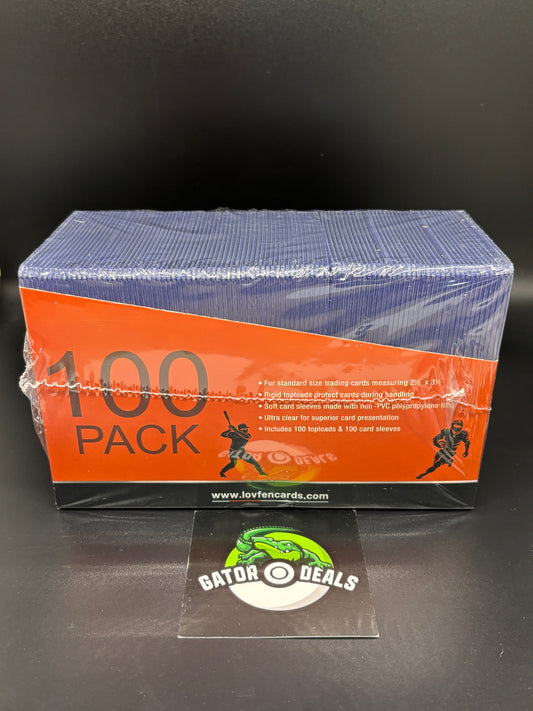 100
PACK
• For standard size trading cards measuring 2½" x 3½"
• Rigid toploads protect cards during handling
• Soft card sleeves made with non -PVC polypropylene film
• Ultra clear for superior card presentation
• Includes 100 toploads & 100 card sleeves
GATOR DEALS
www.lovfencards.com
GATOR DEALS